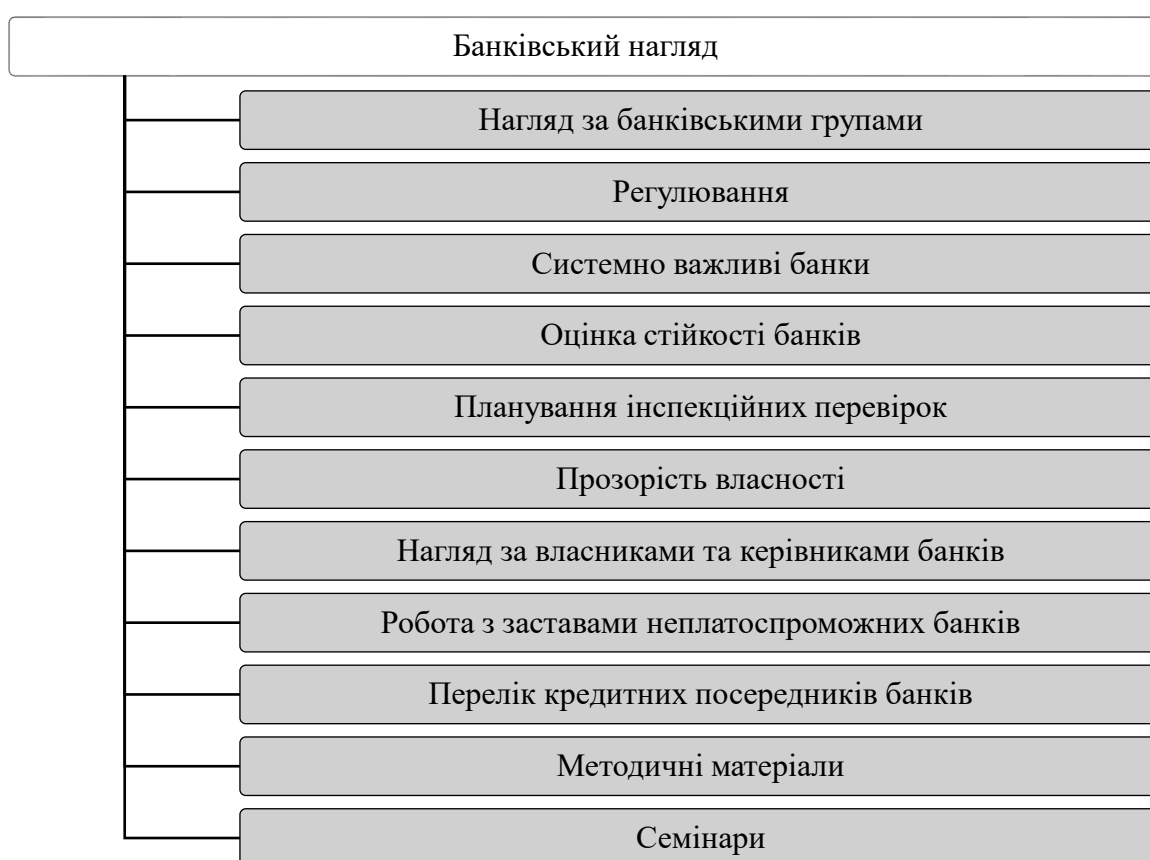 Банківський нагляд
Нагляд за банківськими групами
Регулювання
Системно важливі банки
Оцінка стійкості банків
Планування інспекційних перевірок
Прозорість власності
Нагляд за власниками та керівниками банків
Робота з заставами неплатоспроможних банків
Перелік кредитних посередників банків
Методичні матеріали
Семінари